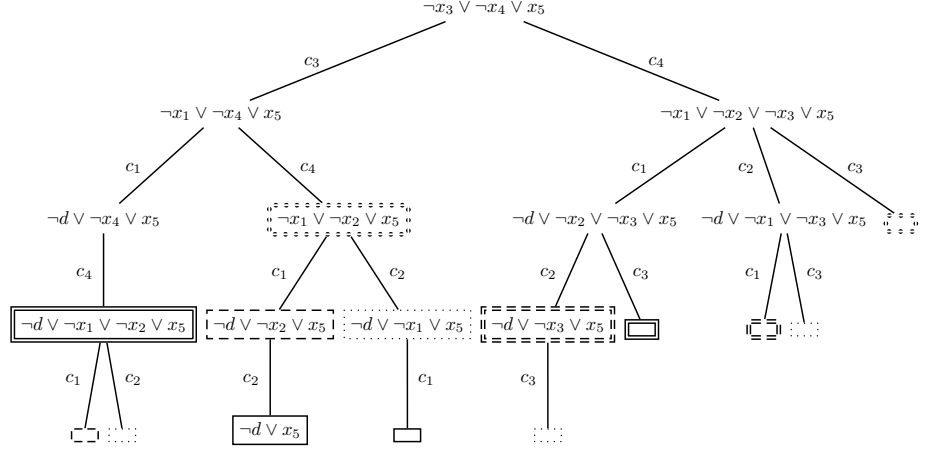 ¬x₃ ∨ ¬x₄ ∨ x₅
c₃ c₄
¬x₁ ∨ ¬x₄ ∨ x₅ ¬x₁ ∨ ¬x₂ ∨ ¬x₃ ∨ x₅
c₁ c₄ c₁ c₂ c₃
¬d ∨ ¬x₄ ∨ x₅ ¬x₁ ∨ ¬x₂ ∨ x₅ ¬d ∨ ¬x₂ ∨ ¬x₃ ∨ x₅ ¬d ∨ ¬x₁ ∨ ¬x₃ ∨ x₅
c₄ c₁ c₂ c₂ c₃ c₁ c₃
¬d ∨ ¬x₁ ∨ ¬x₂ ∨ x₅ ¬d ∨ ¬x₂ ∨ x₅ ¬d ∨ ¬x₁ ∨ x₅ ¬d ∨ ¬x₃ ∨ x₅
c₁ c₂ c₂ c₁ c₃
¬d ∨ x₅